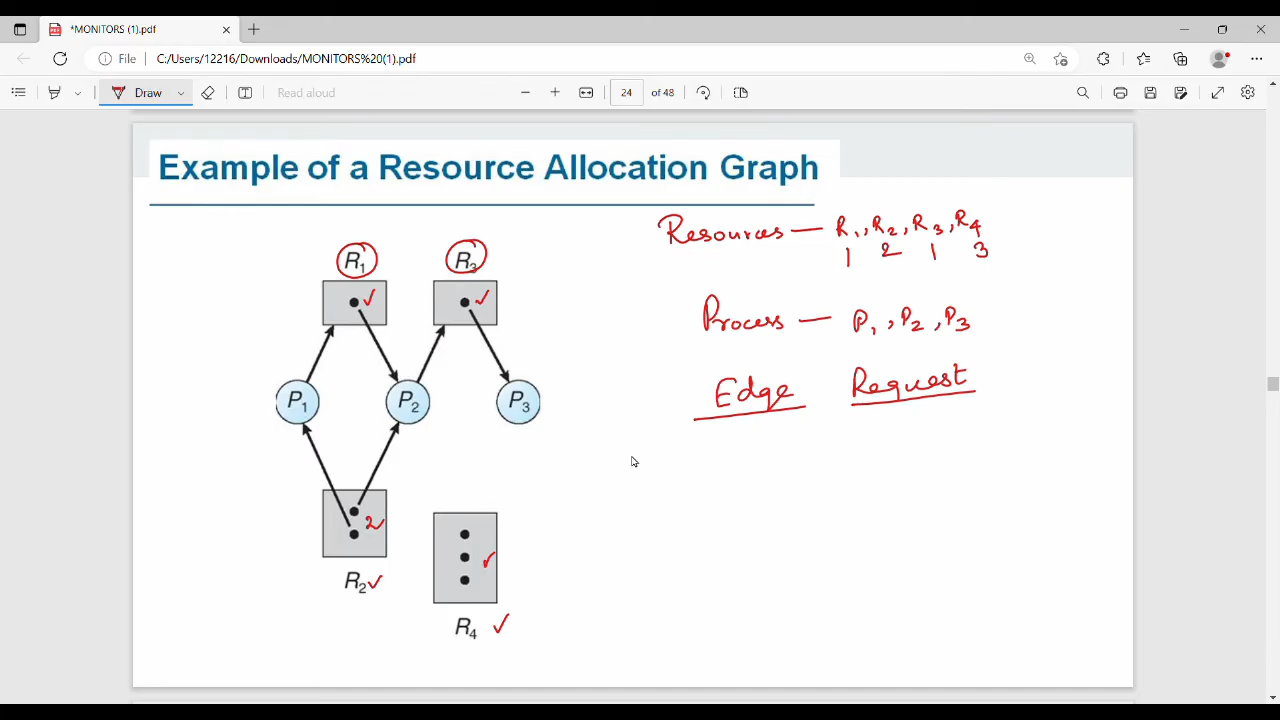 *MONITORS (1).pdf
File C:/Users/12216/Downloads/MONITORS%20(1).pdf
Draw Read aloud 24 of 48
Example of a Resource Allocation Graph
Resources — R1, R2, R3, R4
1 2 1 3
Process — P1, P2, P3
Edge Request
R1 R3
P1 P2 P3
2
R2
R4